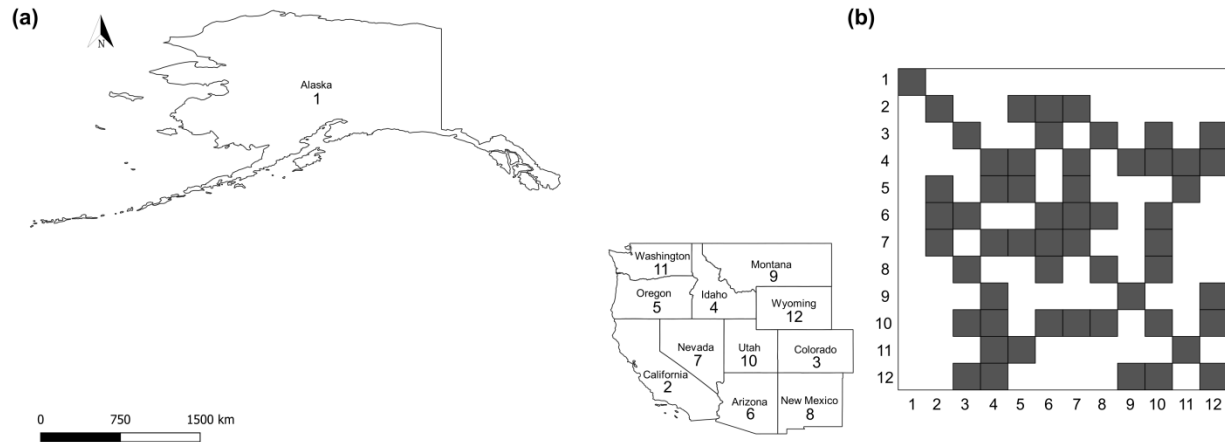 (a)
N
Alaska
1
Washington
11
Montana
9
Oregon
5
Idaho
4
Wyoming
12
Nevada
7
Utah
10
Colorado
3
California
2
Arizona
6
New Mexico
8
0 750 1500 km
(b)
1
2
3
4
5
6
7
8
9
10
11
12
1 2 3 4 5 6 7 8 9 10 11 12